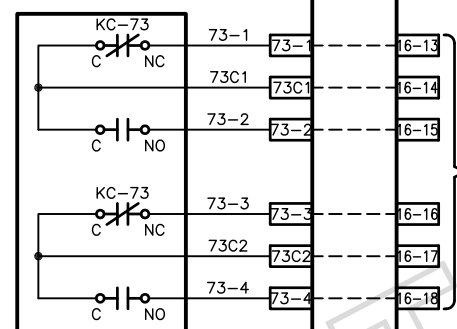 KC-73
C NC
73-1 73-1 16-13
73C1 73C1 16-14
73-2 73-2 16-15
C NO
KC-73
C NC
73-3 73-3 16-16
73C2 73C2 16-17
73-4 73-4 16-18
C NO